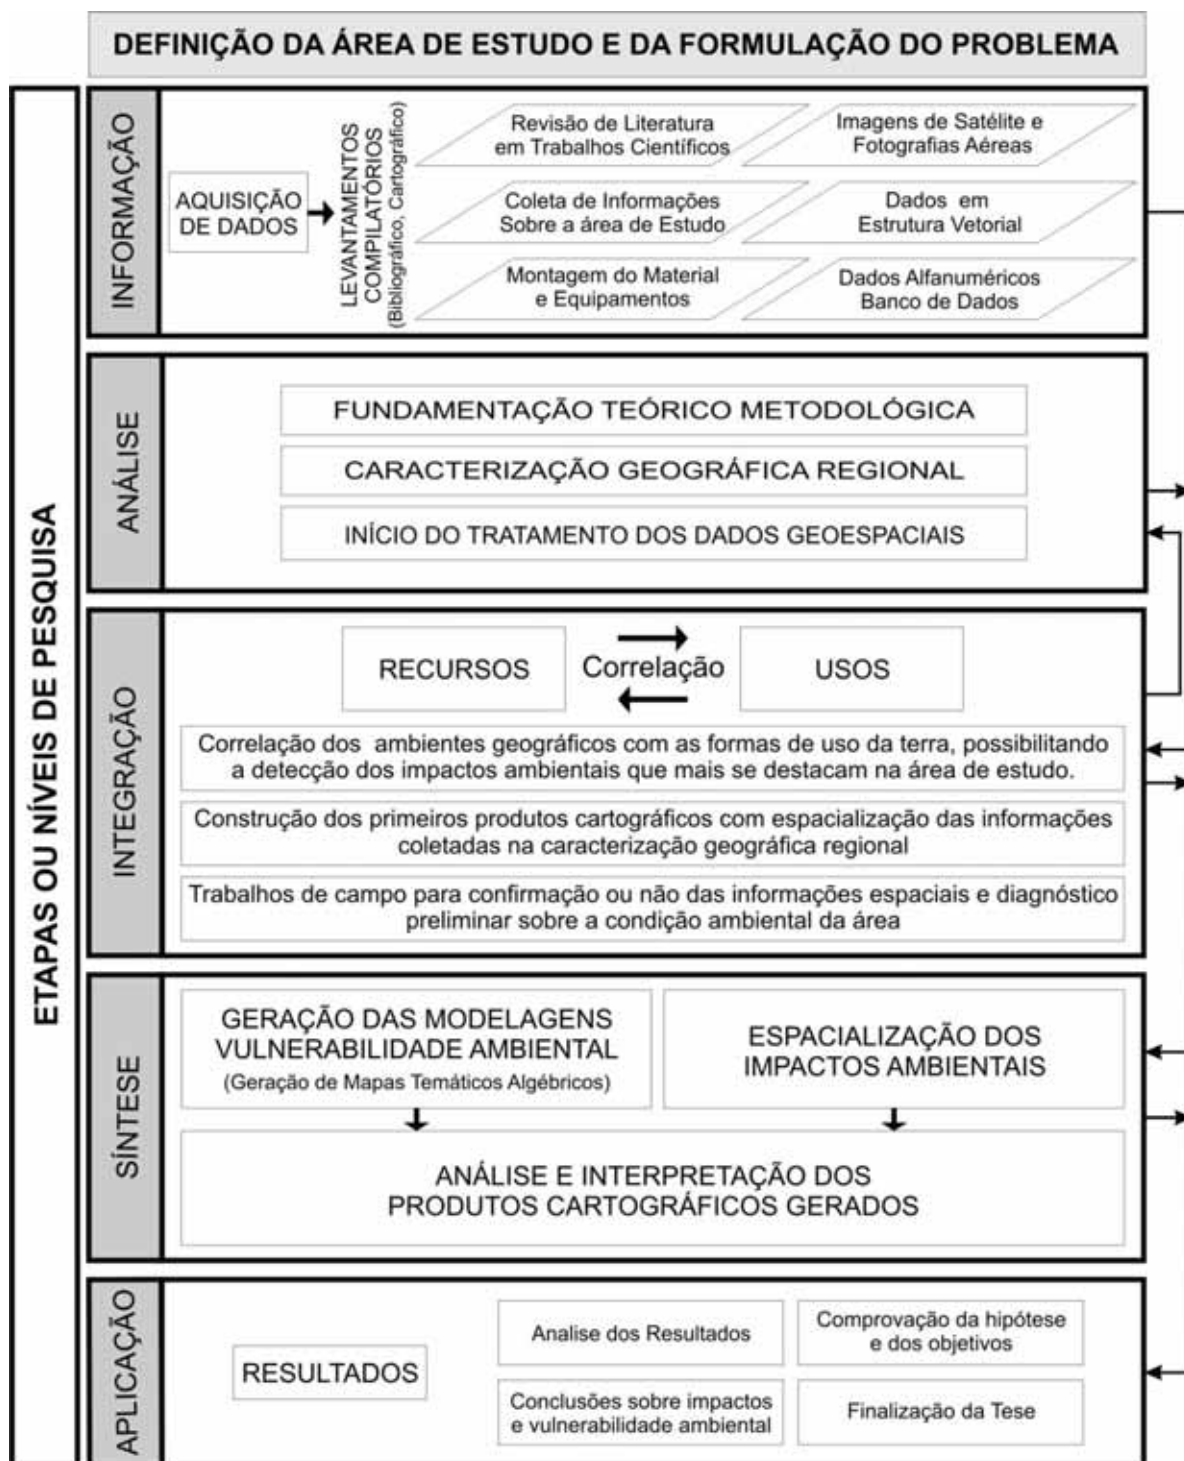 DEFINIÇÃO DA ÁREA DE ESTUDO E DA FORMULAÇÃO DO PROBLEMA
ETAPAS OU NÍVEIS DE PESQUISA
INFORMAÇÃO
AQUISIÇÃO
DE DADOS
LEVANTAMENTOS
COMPILATÓRIOS
(Bibliográfico, Cartográfico)
Revisão de Literatura
em Trabalhos Científicos
Imagens de Satélite e
Fotografias Aéreas
Coleta de Informações
Sobre a área de Estudo
Dados em
Estrutura Vetorial
Montagem do Material
e Equipamentos
Dados Alfanuméricos
Banco de Dados
ANÁLISE
FUNDAMENTAÇÃO TEÓRICO METODOLÓGICA
CARACTERIZAÇÃO GEOGRÁFICA REGIONAL
INÍCIO DO TRATAMENTO DOS DADOS GEOESPACIAIS
INTEGRAÇÃO
RECURSOS
Correlação
USOS
Correlação dos ambientes geográficos com as formas de uso da terra, possibilitando
a detecção dos impactos ambientais que mais se destacam na área de estudo.
Construção dos primeiros produtos cartográficos com espacialização das informações
coletadas na caracterização geográfica regional
Trabalhos de campo para confirmação ou não das informações espaciais e diagnóstico
preliminar sobre a condição ambiental da área
SÍNTESE
GERAÇÃO DAS MODELAGENS
VULNERABILIDADE AMBIENTAL
(Geração de Mapas Temáticos Algébricos)
ESPACIALIZAÇÃO DOS
IMPACTOS AMBIENTAIS
ANÁLISE E INTERPRETAÇÃO DOS
PRODUTOS CARTOGRÁFICOS GERADOS
APLICAÇÃO
RESULTADOS
Analise dos Resultados
Comprovação da hipótese
e dos objetivos
Conclusões sobre impactos
e vulnerabilidade ambiental
Finalização da Tese